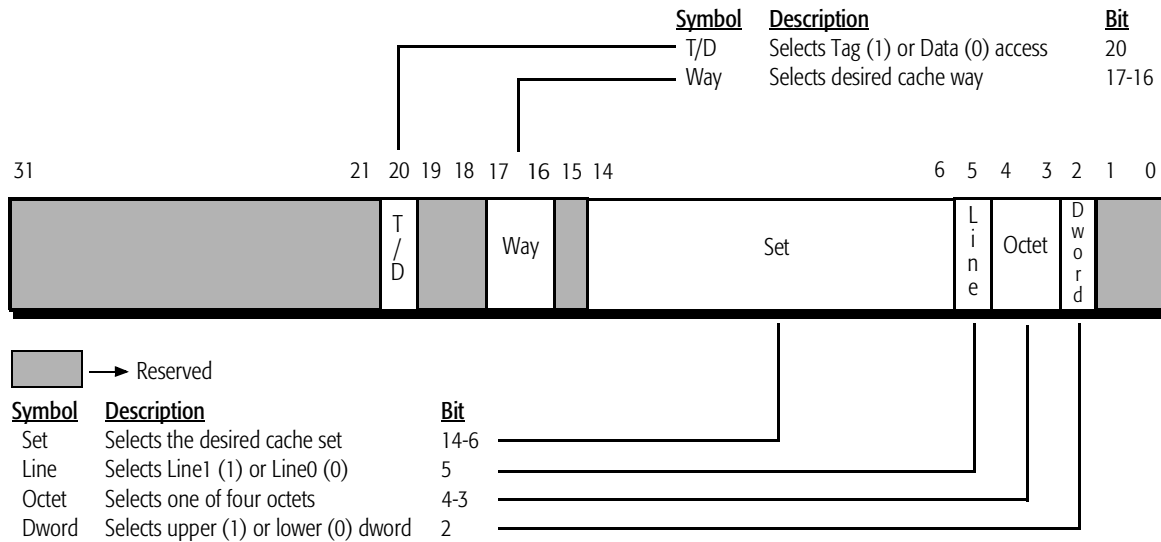 Symbol Description Bit
T/D Selects Tag (1) or Data (0) access 20
Way Selects desired cache way 17-16
31 21 20 19 18 17 16 15 14 6 5 4 3 2 1 0
T/D Way Set Line Octet Dword
Reserved
Symbol Description Bit
Set Selects the desired cache set 14-6
Line Selects Line1 (1) or Line0 (0) 5
Octet Selects one of four octets 4-3
Dword Selects upper (1) or lower (0) dword 2